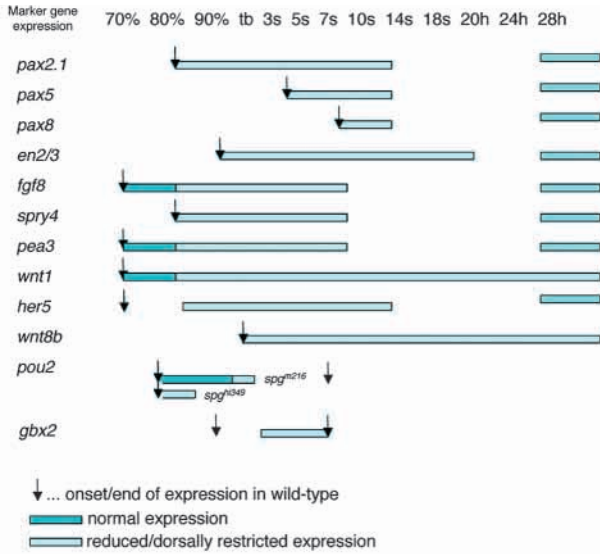 Marker gene
expression
70% 80% 90% tb 3s 5s 7s 10s 14s 18s 20h 24h 28h
pax2.1
pax5
pax8
en2/3
fgf8
spry4
pea3
wnt1
her5
wnt8b
pou2
spg^m216
spg^hi349
gbx2
... onset/end of expression in wild-type
normal expression
reduced/dorsally restricted expression